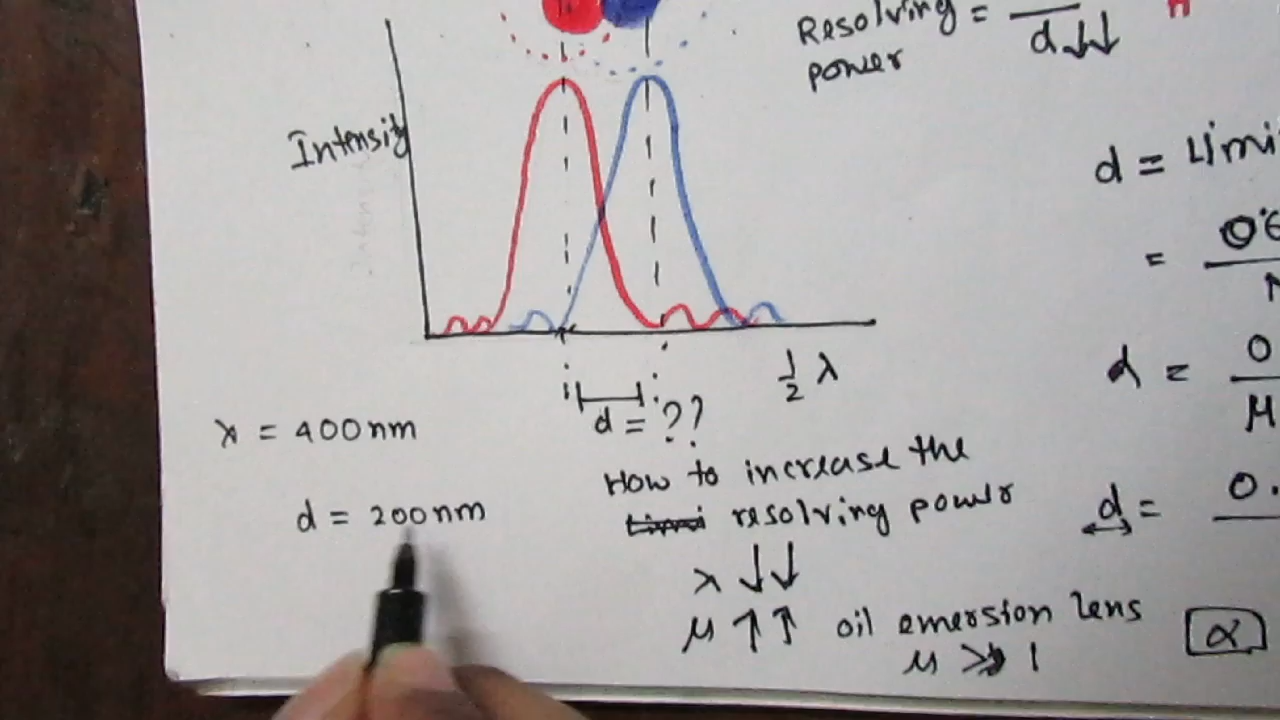 Resolving = 
power
d↓↓
Intensity
d = Limi
= 0.6
½ λ
d = 0
μ
d = ??
λ = 400nm
How to increase the
resolving power
d = 200nm
d = 0.
λ ↓↓
μ ↑↑ oil emersion lens
μ >> 1
α